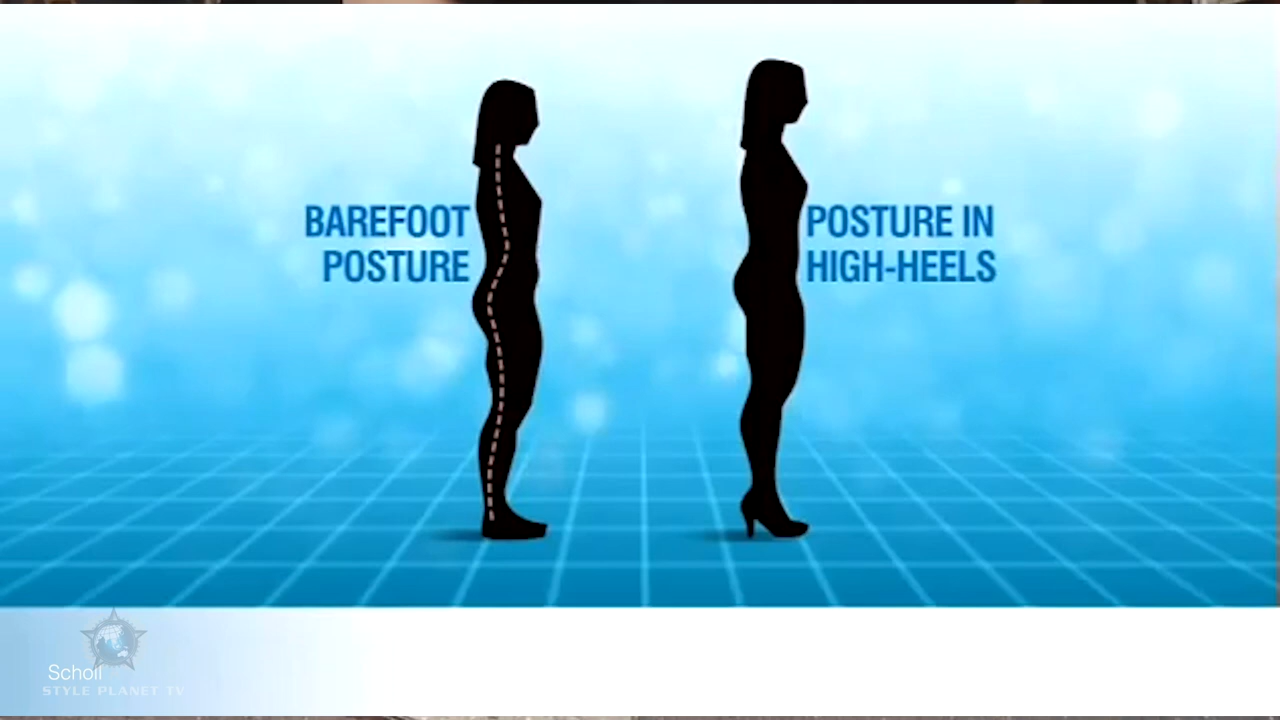 BAREFOOT
POSTURE
POSTURE IN
HIGH-HEELS
Scholl
STYLE PLANET TV